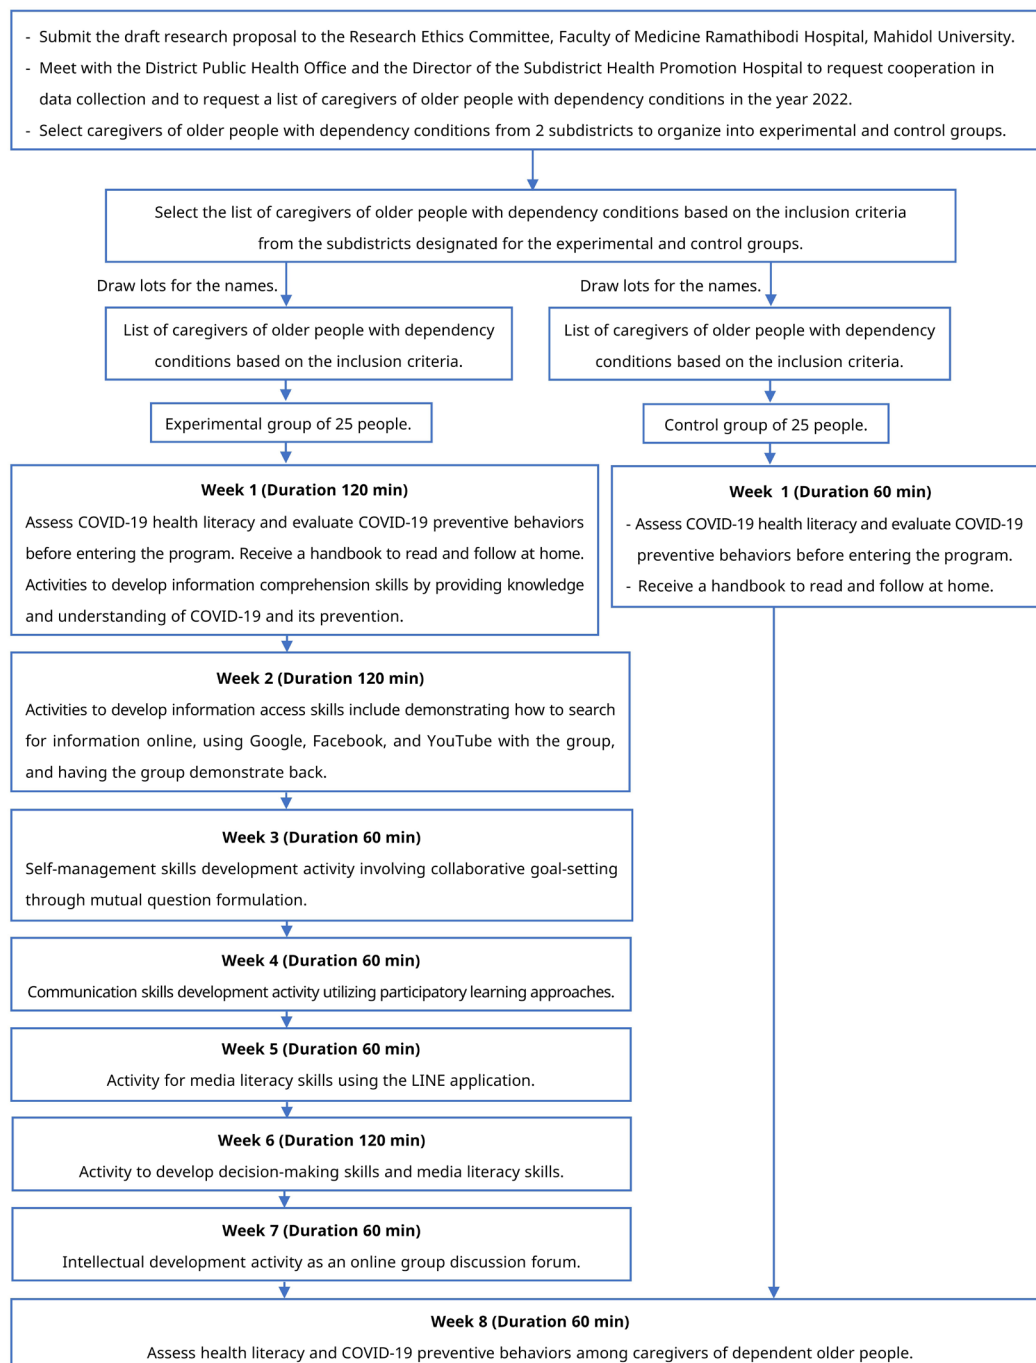 - Submit the draft research proposal to the Research Ethics Committee, Faculty of Medicine Ramathibodi Hospital, Mahidol University.
- Meet with the District Public Health Office and the Director of the Subdistrict Health Promotion Hospital to request cooperation in
data collection and to request a list of caregivers of older people with dependency conditions in the year 2022.
- Select caregivers of older people with dependency conditions from 2 subdistricts to organize into experimental and control groups.
Select the list of caregivers of older people with dependency conditions based on the inclusion criteria
from the subdistricts designated for the experimental and control groups.
Draw lots for the names.
Draw lots for the names.
List of caregivers of older people with dependency
conditions based on the inclusion criteria.
List of caregivers of older people with dependency
conditions based on the inclusion criteria.
Experimental group of 25 people.
Control group of 25 people.
Week 1 (Duration 120 min)
Assess COVID-19 health literacy and evaluate COVID-19 preventive behaviors
before entering the program. Receive a handbook to read and follow at home.
Activities to develop information comprehension skills by providing knowledge
and understanding of COVID-19 and its prevention.
Week 1 (Duration 60 min)
- Assess COVID-19 health literacy and evaluate COVID-19
preventive behaviors before entering the program.
- Receive a handbook to read and follow at home.
Week 2 (Duration 120 min)
Activities to develop information access skills include demonstrating how to search
for information online, using Google, Facebook, and YouTube with the group,
and having the group demonstrate back.
Week 3 (Duration 60 min)
Self-management skills development activity involving collaborative goal-setting
through mutual question formulation.
Week 4 (Duration 60 min)
Communication skills development activity utilizing participatory learning approaches.
Week 5 (Duration 60 min)
Activity for media literacy skills using the LINE application.
Week 6 (Duration 120 min)
Activity to develop decision-making skills and media literacy skills.
Week 7 (Duration 60 min)
Intellectual development activity as an online group discussion forum.
Week 8 (Duration 60 min)
Assess health literacy and COVID-19 preventive behaviors among caregivers of dependent older people.